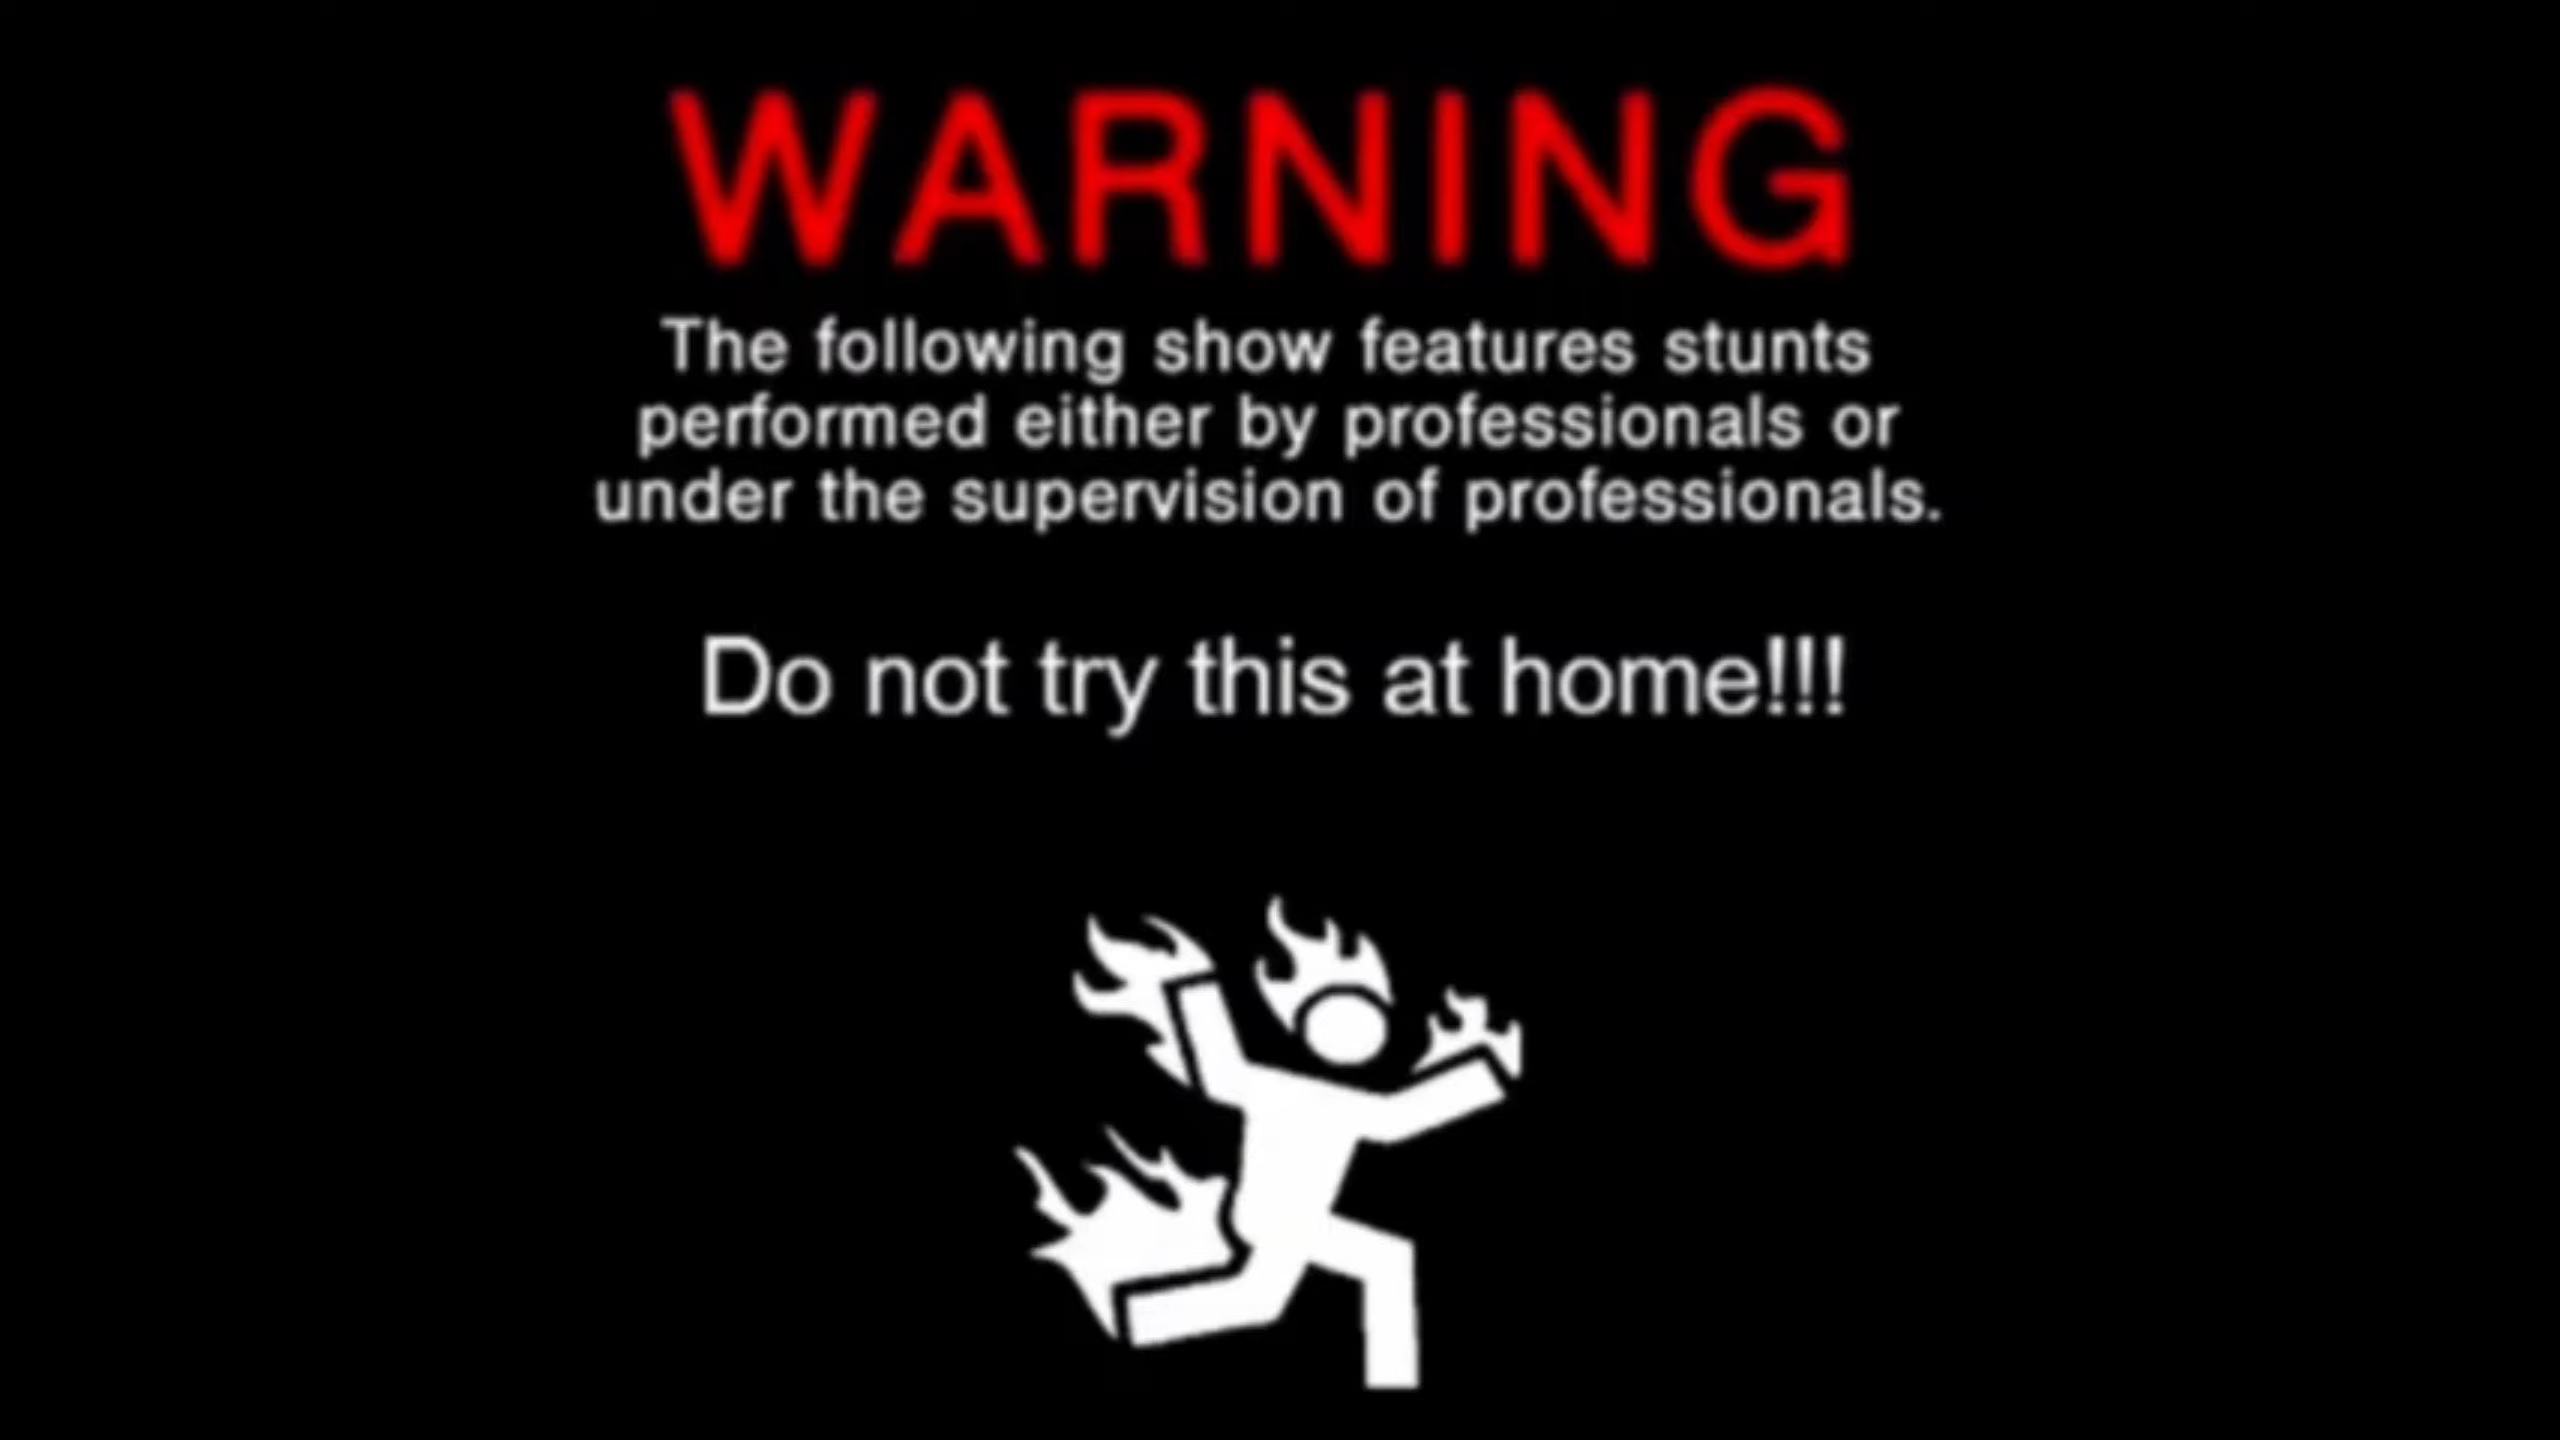 WARNING
The following show features stunts
performed either by professionals or
under the supervision of professionals.
Do not try this at home!!!